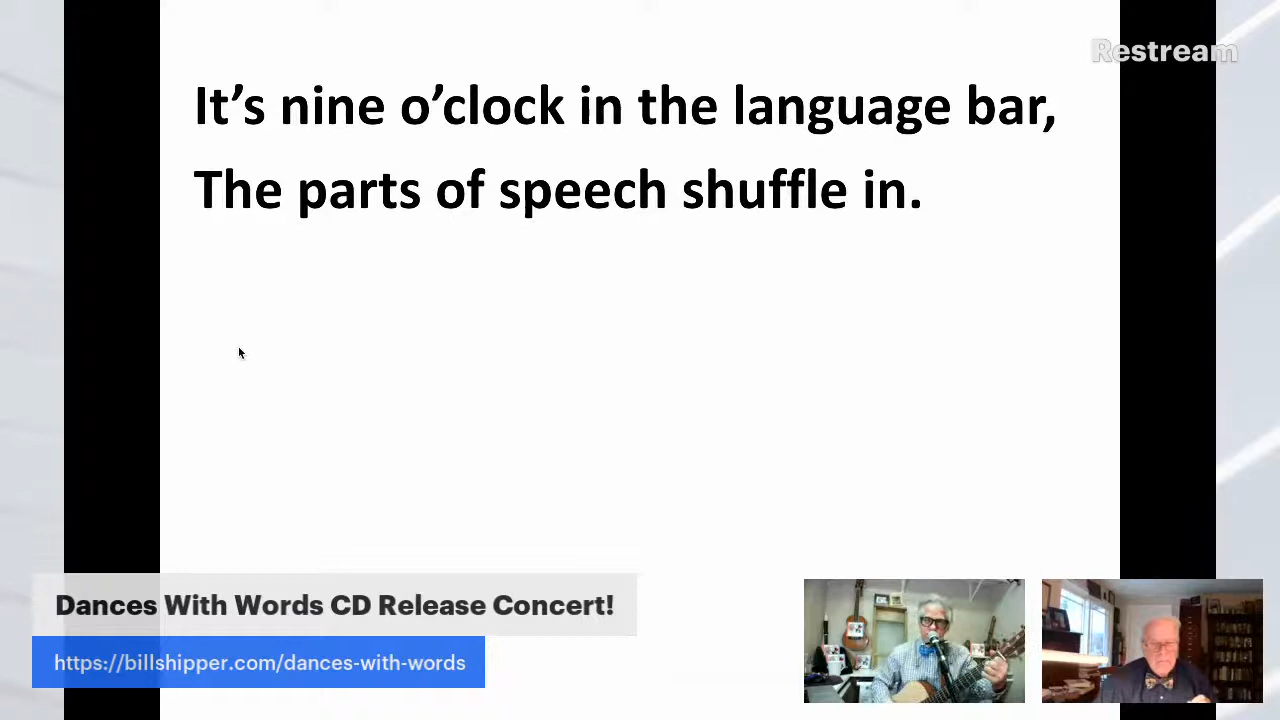 Restream
It’s nine o’clock in the language bar,
The parts of speech shuffle in.
Dances With Words CD Release Concert!
https://billshipper.com/dances-with-words